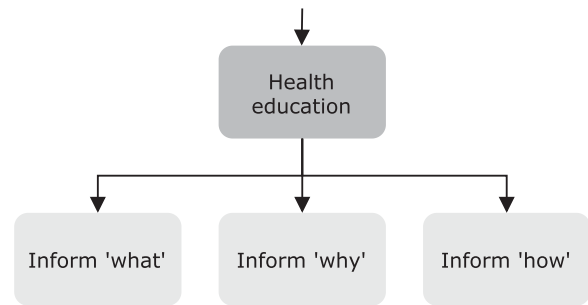 Health
education
Inform 'what'
Inform 'why'
Inform 'how'